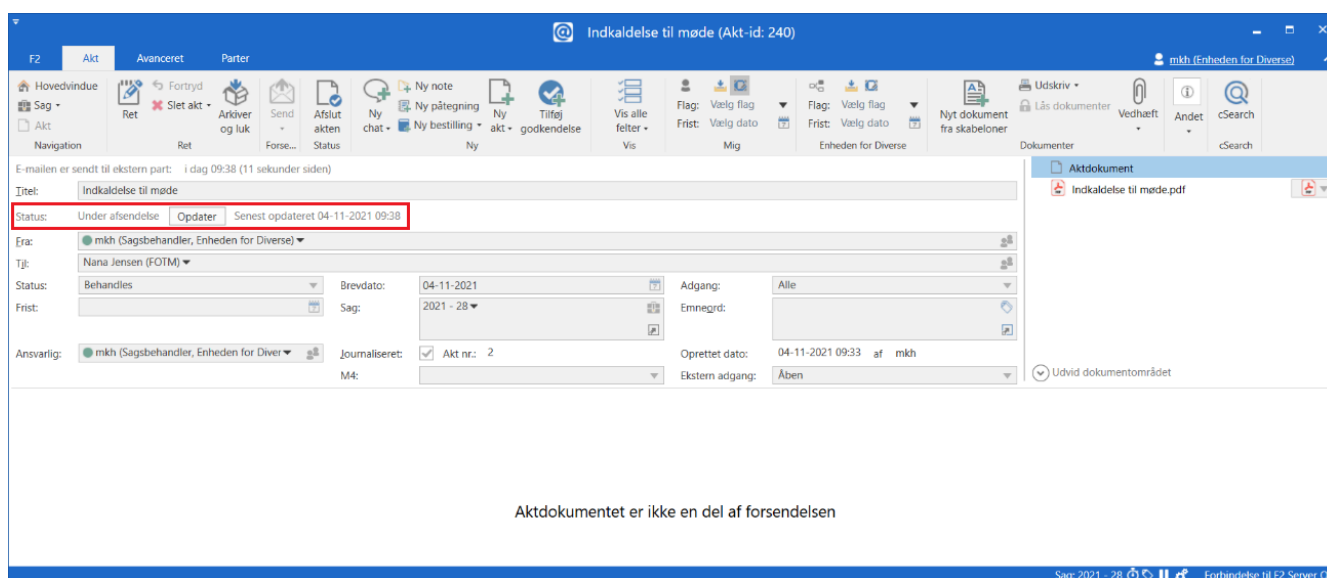 Indkaldelse til møde (Akt-id: 240)
F2 Akt Avanceret Parter mkh (Enheden for Diverse)
Hovedvindue
Sag
Akt
Navigation
Ret
Fortryd
Slet akt
Arkiver og luk
Ret
Send
Forse...
Afslut akten
Status
Ny chat
Ny note
Ny påtegning
Ny bestilling
Ny akt
Tilføj godkendelse
Ny
Vis alle felter
Vis
Flag: Vælg flag
Frist: Vælg dato
Mig
Flag: Vælg flag
Frist: Vælg dato
Enheden for Diverse
Nyt dokument fra skabeloner
Udskriv
Lås dokumenter
Vedhæft
Dokumenter
Andet
cSearch
cSearch
E-mailen er sendt til ekstern part: i dag 09:38 (11 sekunder siden)
Titel: Indkaldelse til møde
Status: Under afsendelse Opdater Senest opdateret 04-11-2021 09:38
Fra: mkh (Sagsbehandler, Enheden for Diverse)
Til: Nana Jensen (FOTM)
Status: Behandles Brevdato: 04-11-2021 Adgang: Alle
Frist: Sag: 2021 - 28 Emneord:
Ansvarlig: mkh (Sagsbehandler, Enheden for Diver Journaliseret: Akt nr.: 2 Oprettet dato: 04-11-2021 09:33 af mkh
M4: Ekstern adgang: Åben
Aktdokument
Indkaldelse til møde.pdf
Udvid dokumentområdet
Aktdokumentet er ikke en del af forsendelsen
Sag: 2021 - 28 Forbindelse til F2 Server O